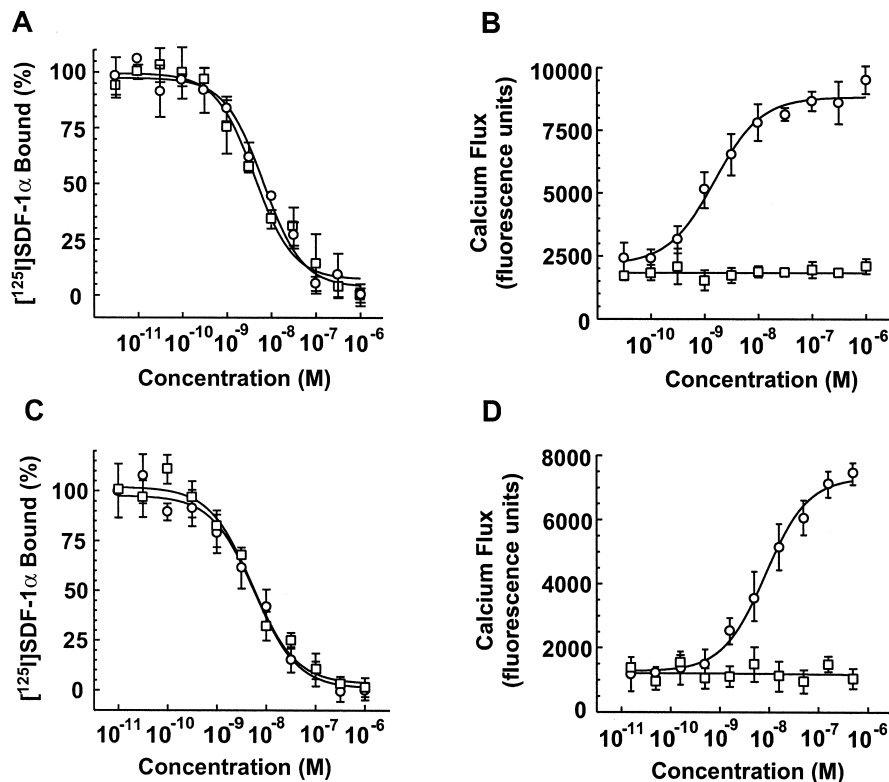 A
[¹²⁵I]SDF-1α Bound (%)
100
75
50
25
0
10⁻¹¹ 10⁻¹⁰ 10⁻⁹ 10⁻⁸ 10⁻⁷ 10⁻⁶
Concentration (M)
B
Calcium Flux
(fluorescence units)
10000
7500
5000
2500
0
10⁻¹⁰ 10⁻⁹ 10⁻⁸ 10⁻⁷ 10⁻⁶
Concentration (M)
C
[¹²⁵I]SDF-1α Bound (%)
100
75
50
25
0
10⁻¹¹ 10⁻¹⁰ 10⁻⁹ 10⁻⁸ 10⁻⁷ 10⁻⁶
Concentration (M)
D
Calcium Flux
(fluorescence units)
8000
6000
4000
2000
0
10⁻¹¹ 10⁻¹⁰ 10⁻⁹ 10⁻⁸ 10⁻⁷ 10⁻⁶
Concentration (M)